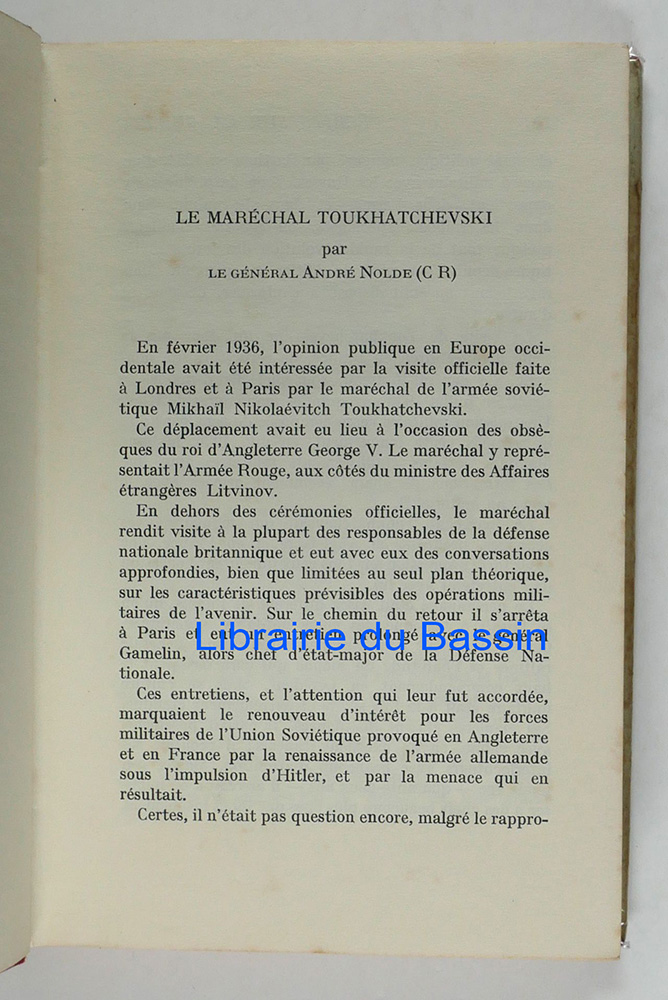 LE MARÉCHAL TOUKHATCHEVSKI
par
LE GÉNÉRAL ANDRÉ NOLDE (C R)
En février 1936, l'opinion publique en Europe occi-
dentale avait été intéressée par la visite officielle faite
à Londres et à Paris par le maréchal de l'armée sovié-
tique Mikhaïl Nikolaévitch Toukhatchevski.
Ce déplacement avait eu lieu à l'occasion des obsè-
ques du roi d'Angleterre George V. Le maréchal y repré-
sentait l'Armée Rouge, aux côtés du ministre des Affaires
étrangères Litvinov.
En dehors des cérémonies officielles, le maréchal
rendit visite à la plupart des responsables de la défense
nationale britannique et eut avec eux des conversations
approfondies, bien que limitées au seul plan théorique,
sur les caractéristiques prévisibles des opérations mili-
taires de l'avenir. Sur le chemin du retour il s'arrêta
à Paris et eut un entretien prolongé avec le général
Librairie du Bassin
Gamelin, alors chef d'état-major de la Défense Na-
tionale.
Ces entretiens, et l'attention qui leur fut accordée,
marquaient le renouveau d'intérêt pour les forces
militaires de l'Union Soviétique provoqué en Angleterre
et en France par la renaissance de l'armée allemande
sous l'impulsion d'Hitler, et par la menace qui en
résultait.
Certes, il n'était pas question encore, malgré le rappro-